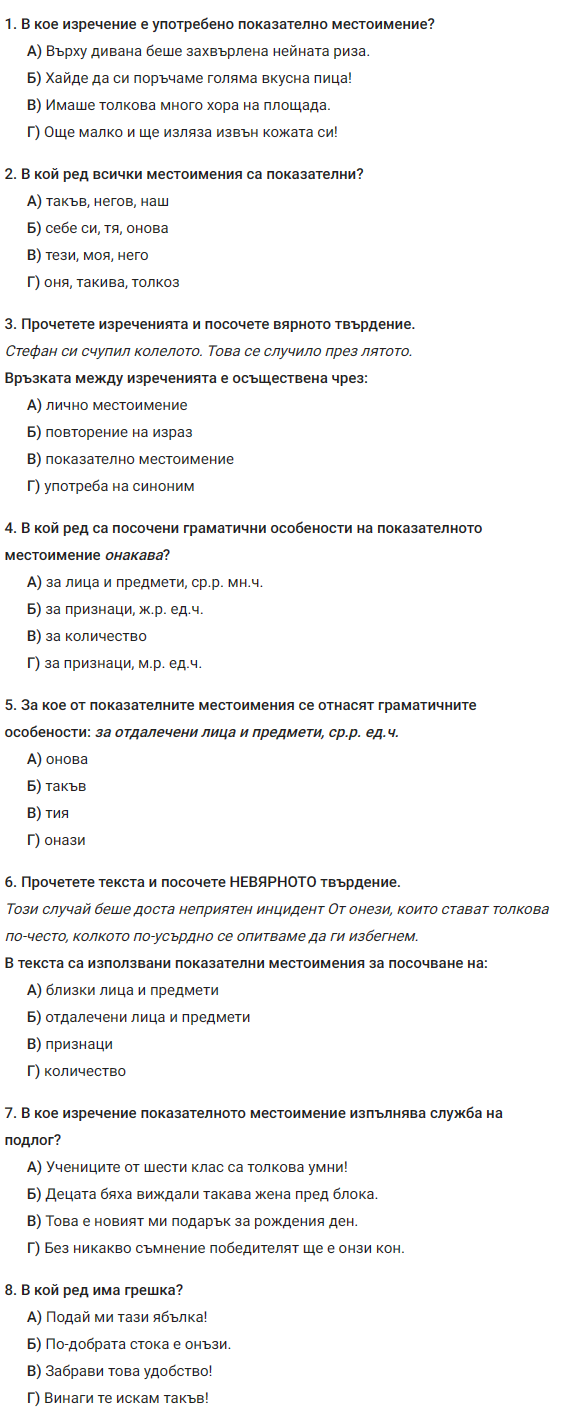 1. В кое изречение е употребено показателно местоимение?
А) Върху дивана беше захвърлена нейната риза.
Б) Хайде да си поръчаме голяма вкусна пица!
В) Имаше толкова много хора на площада.
Г) Още малко и ще изляза извън кожата си!
2. В кой ред всички местоимения са показателни?
А) такъв, негов, наш
Б) себе си, тя, онова
В) тези, моя, него
Г) оня, такива, толкоз
3. Прочетете изреченията и посочете вярното твърдение.
Стефан си счупил колелото. Това се случило през лятото.
Връзката между изреченията е осъществена чрез:
А) лично местоимение
Б) повторение на израз
В) показателно местоимение
Г) употреба на синоним
4. В кой ред са посочени граматични особености на показателното
местоимение онакава?
А) за лица и предмети, ср.р. мн.ч.
Б) за признаци, ж.р. ед.ч.
В) за количество
Г) за признаци, м.р. ед.ч.
5. За кое от показателните местоимения се отнасят граматичните
особености: за отдалечени лица и предмети, ср.р. ед.ч.
А) онова
Б) такъв
В) тия
Г) онази
6. Прочетете текста и посочете НЕВЯРНОТО твърдение.
Този случай беше доста неприятен инцидент От онези, които стават толкова
по-често, колкото по-усърдно се опитваме да ги избегнем.
В текста са използвани показателни местоимения за посочване на:
А) близки лица и предмети
Б) отдалечени лица и предмети
В) признаци
Г) количество
7. В кое изречение показателното местоимение изпълнява служба на
подлог?
А) Учениците от шести клас са толкова умни!
Б) Децата бяха виждали такава жена пред блока.
В) Това е новият ми подарък за рождения ден.
Г) Без никакво съмнение победителят ще е онзи кон.
8. В кой ред има грешка?
А) Подай ми тази ябълка!
Б) По-добрата стока е онъзи.
В) Забрави това удобство!
Г) Винаги те искам такъв!